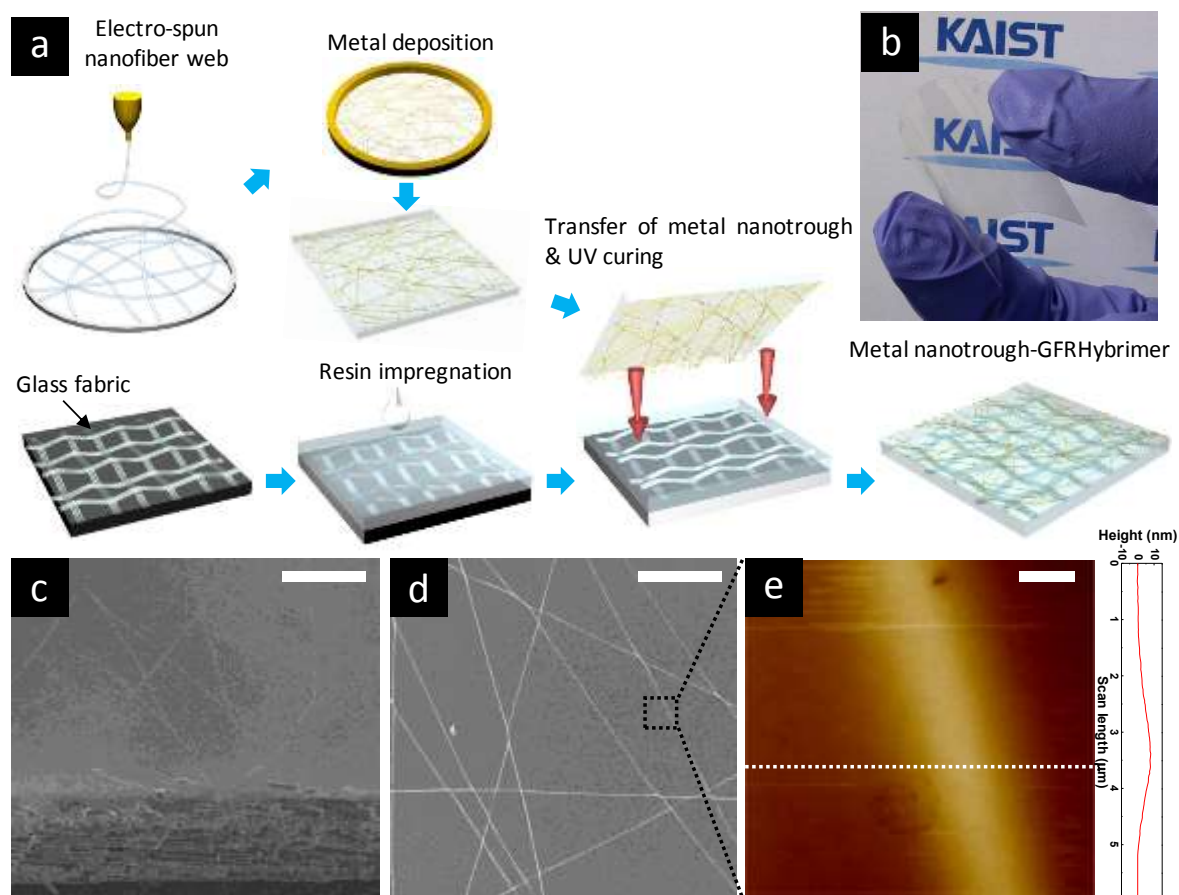 a
Electro-spun
nanofiber web
Metal deposition
Transfer of metal nanotrough
& UV curing
Glass fabric
Resin impregnation
Metal nanotrough-GFRHybrimer
b
KAIST
KAIST
KAIST
c
d
e
Height (nm)
-10 0 10
0
1
2
3
4
5
Scan length (μm)